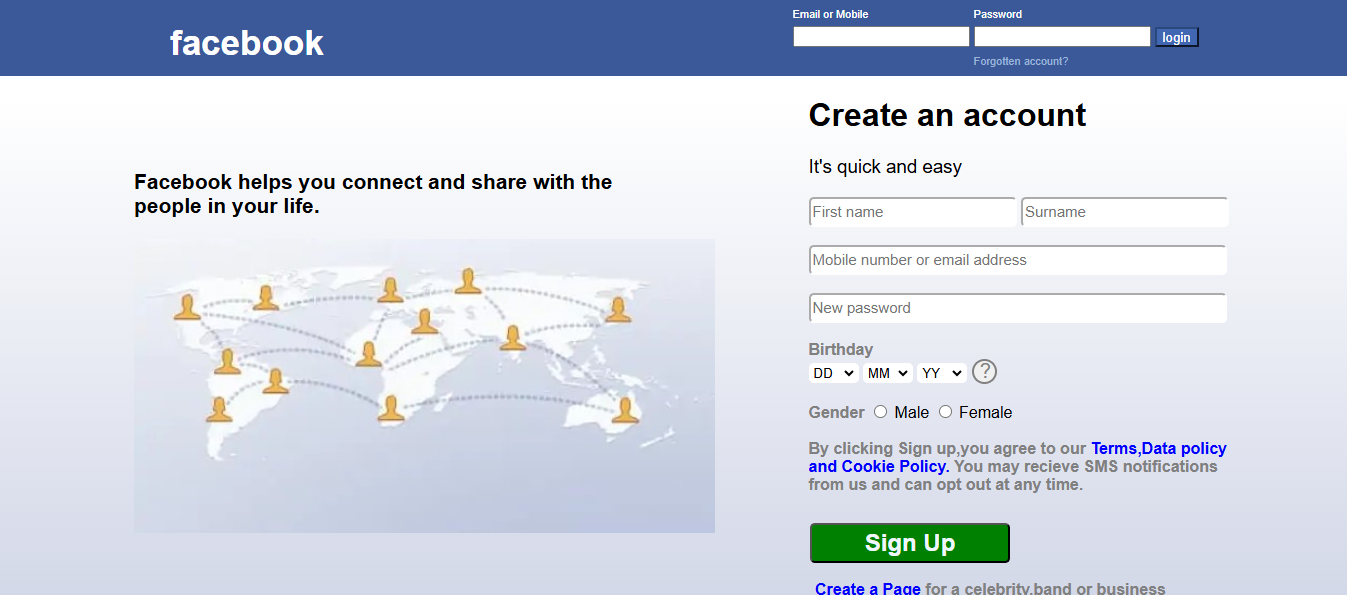 Email or Mobile Password
facebook
login
Forgotten account?
Create an account
It's quick and easy
Facebook helps you connect and share with the
people in your life.
First name Surname
Mobile number or email address
New password
Birthday
DD MM YY ?
Gender Male Female
By clicking Sign up,you agree to our Terms,Data policy
and Cookie Policy. You may recieve SMS notifications
from us and can opt out at any time.
Sign Up
Create a Page for a celebrity,band or business